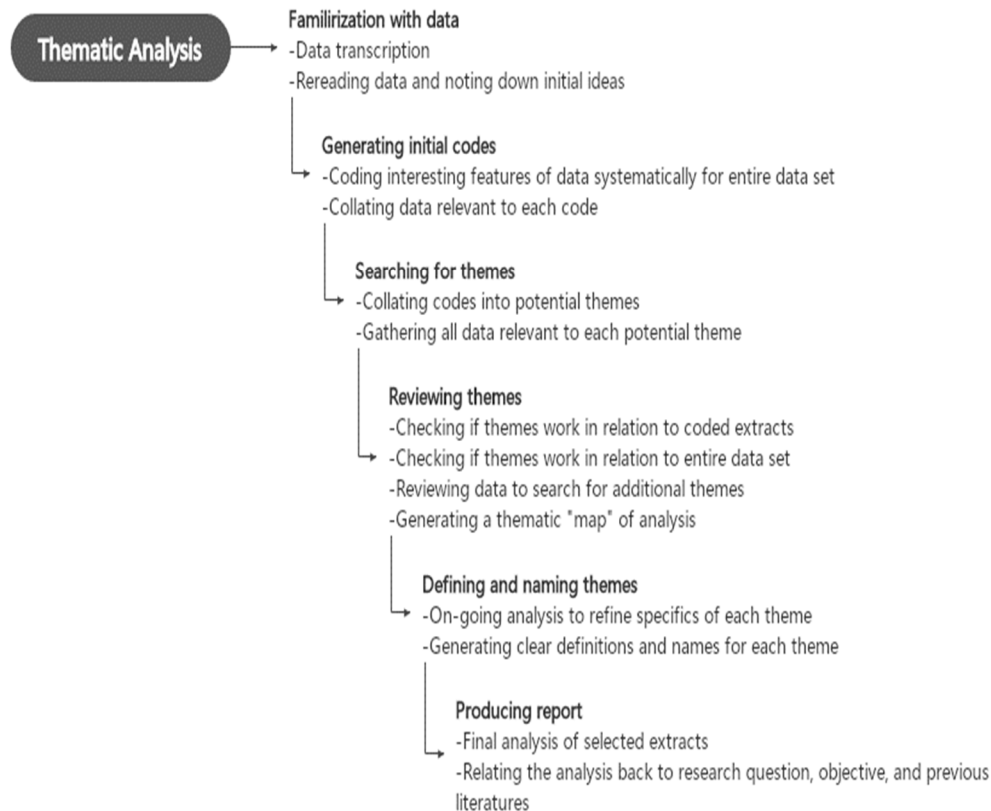 Thematic Analysis
Familirization with data
-Data transcription
-Rereading data and noting down initial ideas
Generating initial codes
-Coding interesting features of data systematically for entire data set
-Collating data relevant to each code
Searching for themes
-Collating codes into potential themes
-Gathering all data relevant to each potential theme
Reviewing themes
-Checking if themes work in relation to coded extracts
-Checking if themes work in relation to entire data set
-Reviewing data to search for additional themes
-Generating a thematic "map" of analysis
Defining and naming themes
-On-going analysis to refine specifics of each theme
-Generating clear definitions and names for each theme
Producing report
-Final analysis of selected extracts
-Relating the analysis back to research question, objective, and previous
literatures